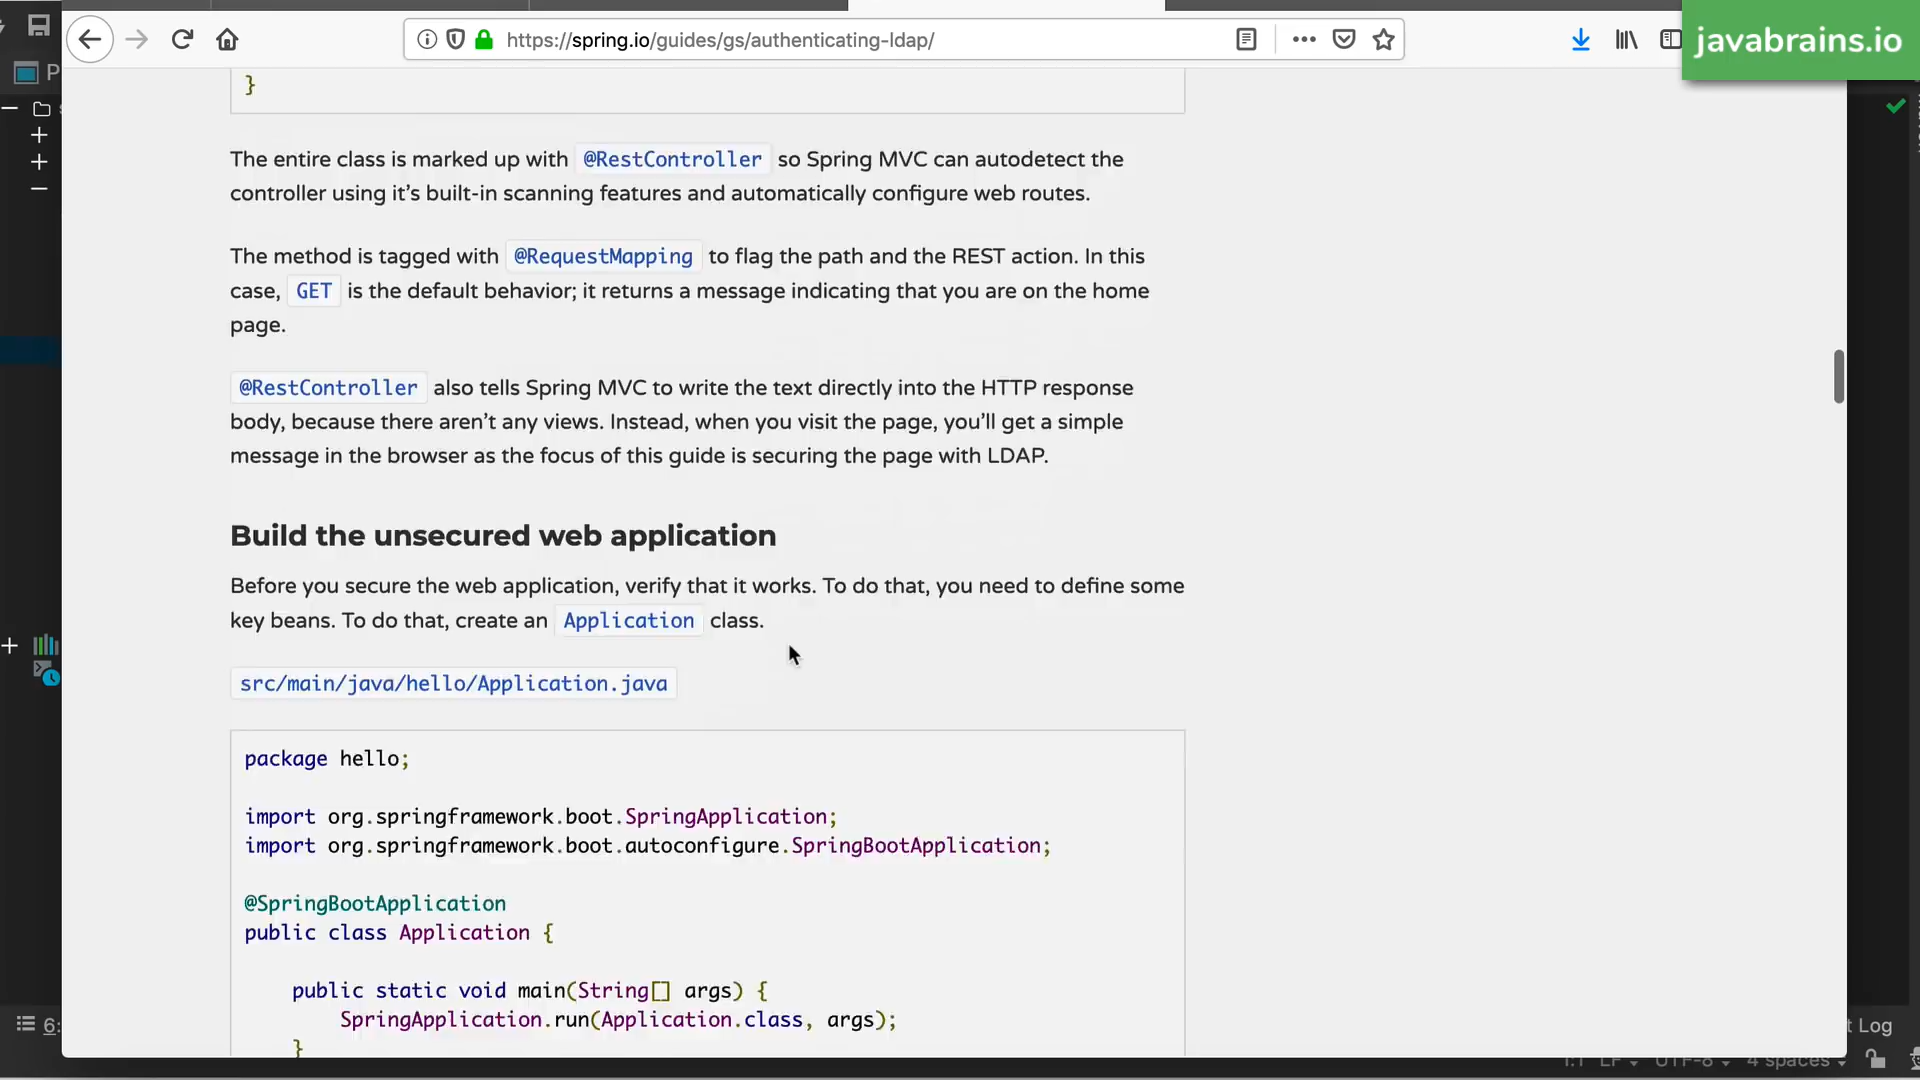 https://spring.io/guides/gs/authenticating-ldap/
javabrains.io
P
}
The entire class is marked up with @RestController so Spring MVC can autodetect the
controller using it’s built-in scanning features and automatically configure web routes.
The method is tagged with @RequestMapping to flag the path and the REST action. In this
case, GET is the default behavior; it returns a message indicating that you are on the home
page.
@RestController also tells Spring MVC to write the text directly into the HTTP response
body, because there aren’t any views. Instead, when you visit the page, you’ll get a simple
message in the browser as the focus of this guide is securing the page with LDAP.
Build the unsecured web application
Before you secure the web application, verify that it works. To do that, you need to define some
key beans. To do that, create an Application class.
src/main/java/hello/Application.java
package hello;
import org.springframework.boot.SpringApplication;
import org.springframework.boot.autoconfigure.SpringBootApplication;
@SpringBootApplication
public class Application {
public static void main(String[] args) {
SpringApplication.run(Application.class, args);
}
6:
t Log
1:1 LF UTF-8 4 spaces